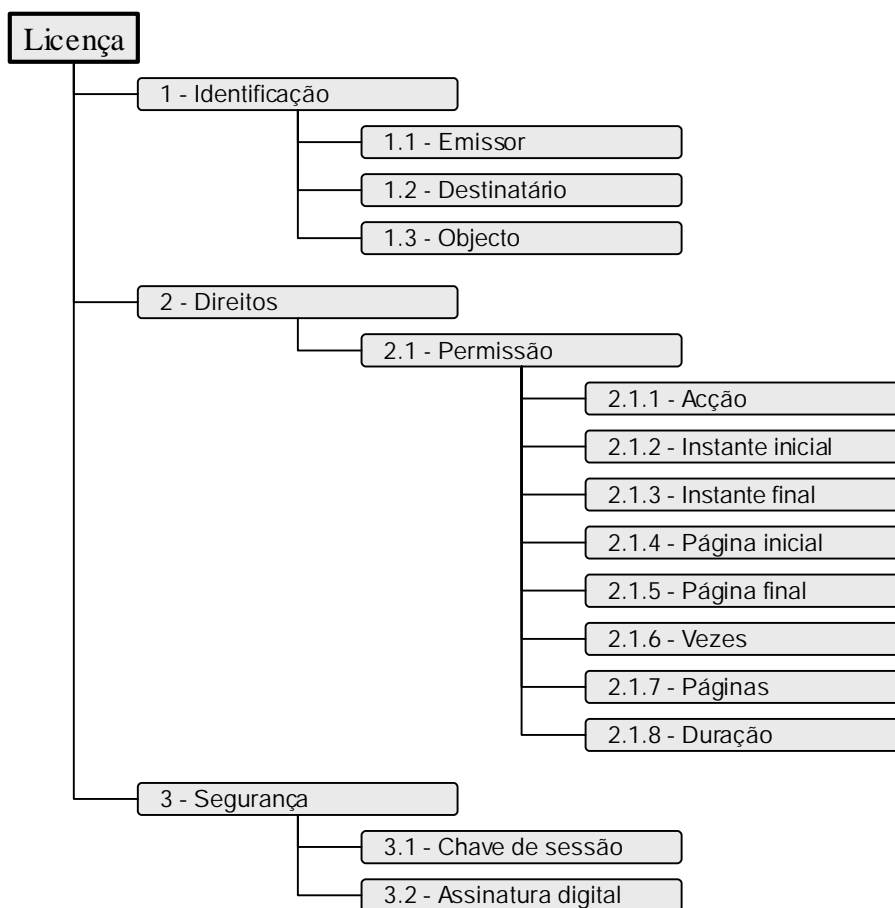 Licença
1 - Identificação
1.1 - Emissor
1.2 - Destinatário
1.3 - Objecto
2 - Direitos
2.1 - Permissão
2.1.1 - Acção
2.1.2 - Instante inicial
2.1.3 - Instante final
2.1.4 - Página inicial
2.1.5 - Página final
2.1.6 - Vezes
2.1.7 - Páginas
2.1.8 - Duração
3 - Segurança
3.1 - Chave de sessão
3.2 - Assinatura digital